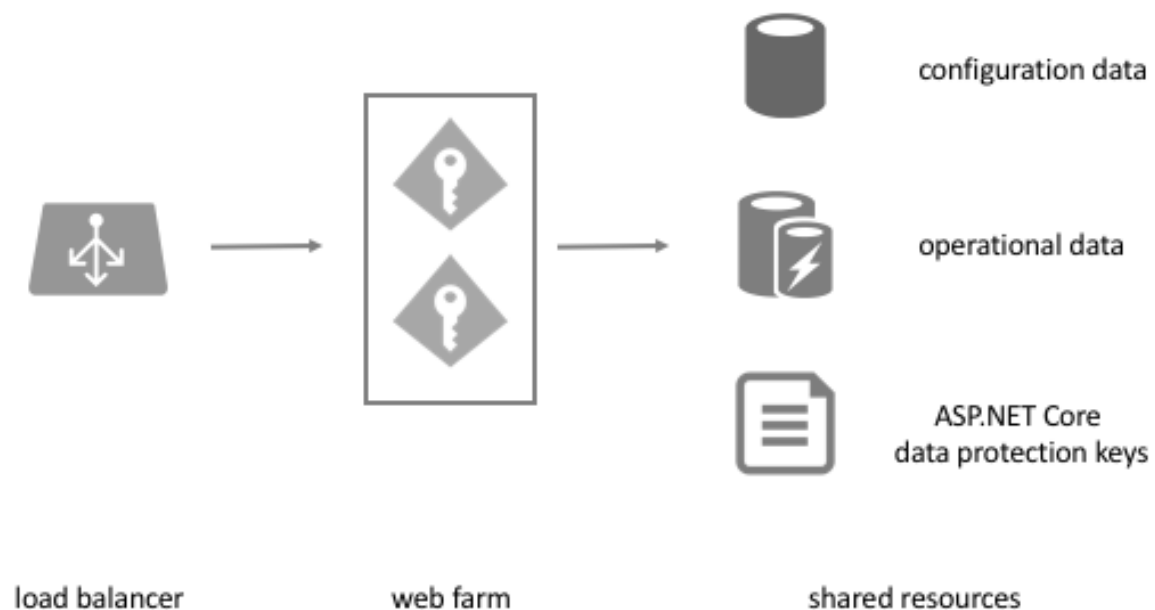 configuration data
operational data
ASP.NET Core
data protection keys
load balancer
web farm
shared resources